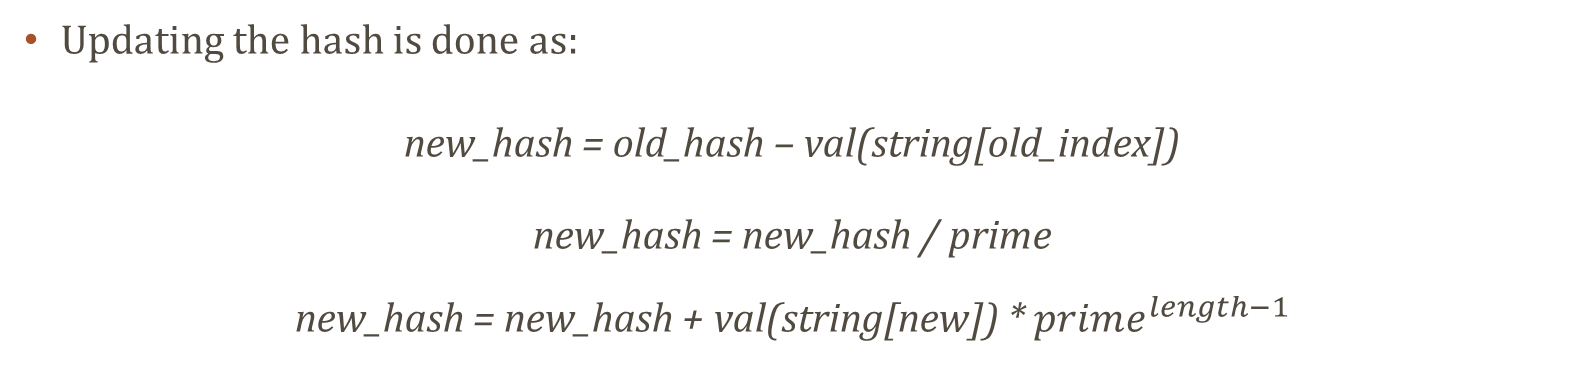 • Updating the hash is done as:
new_hash = old_hash – val(string[old_index])
new_hash = new_hash / prime
new_hash = new_hash + val(string[new]) * prime^{length−1}